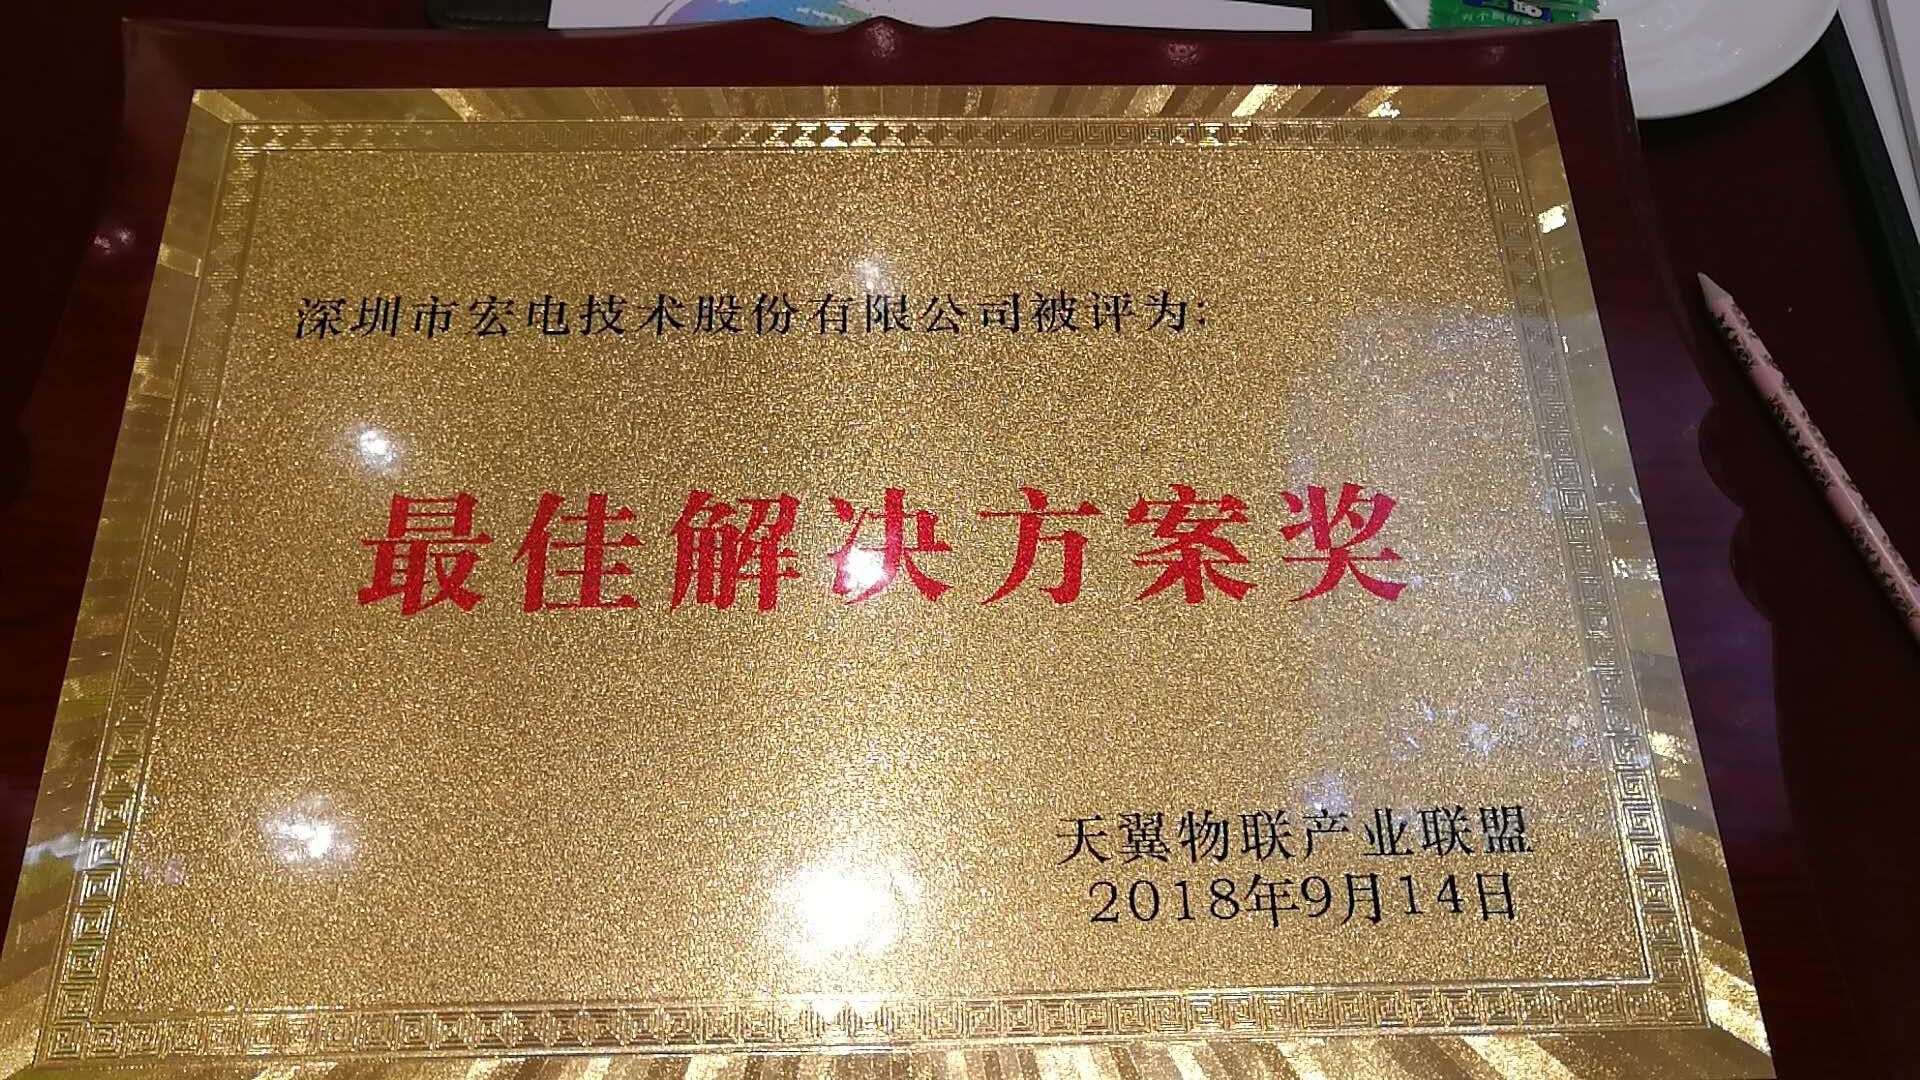 深圳市宏电技术股份有限公司被评为:
最佳解决方案奖
天翼物联产业联盟
2018年9月14日